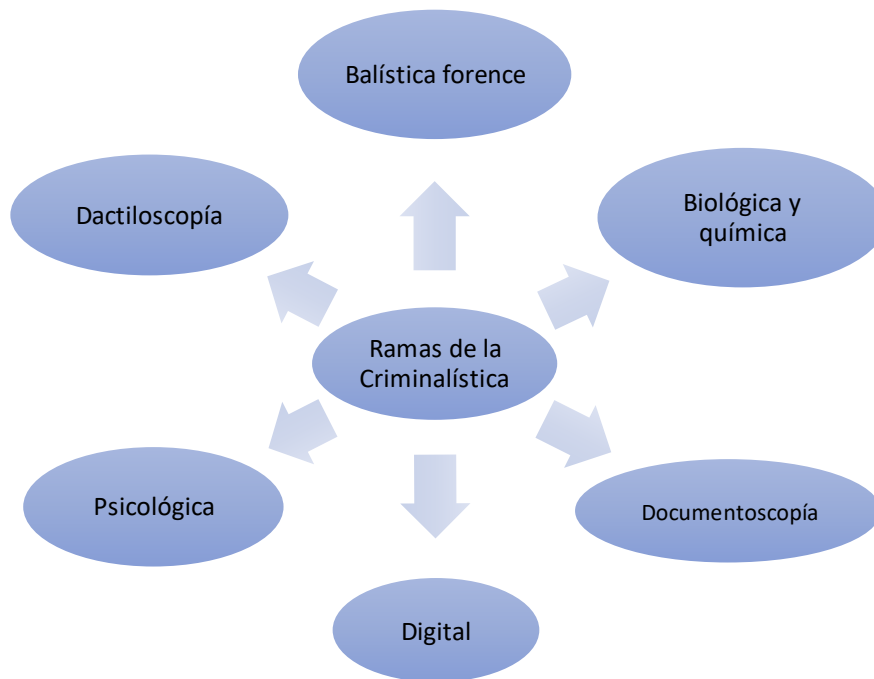 Balística forence
Dactiloscopía
Biológica y
química
Ramas de la
Criminalística
Psicológica
Documentoscopía
Digital